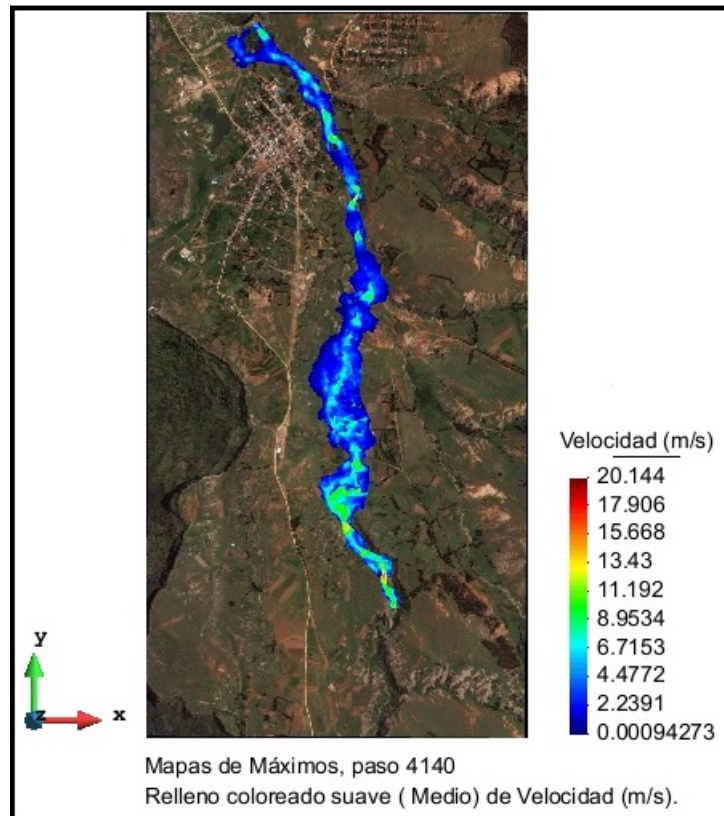 Velocidad (m/s)
20.144
17.906
15.668
13.43
11.192
8.9534
6.7153
4.4772
2.2391
0.00094273
y
z
x
Mapas de Máximos, paso 4140
Relleno coloreado suave ( Medio) de Velocidad (m/s).